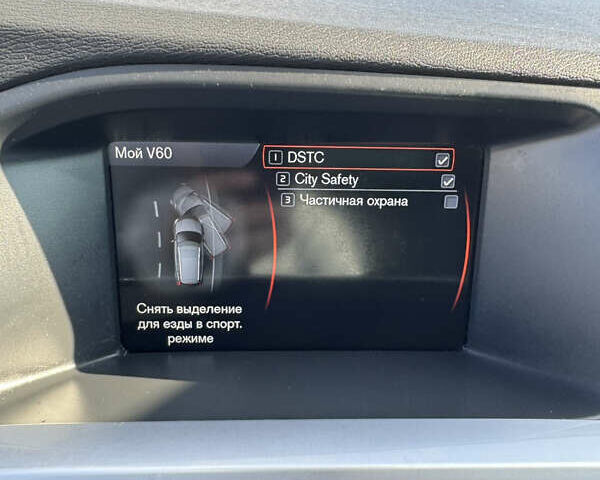 Мой V60
1 DSTC
2 City Safety
3 Частичная охрана
Снять выделение
для езды в спорт.
режиме